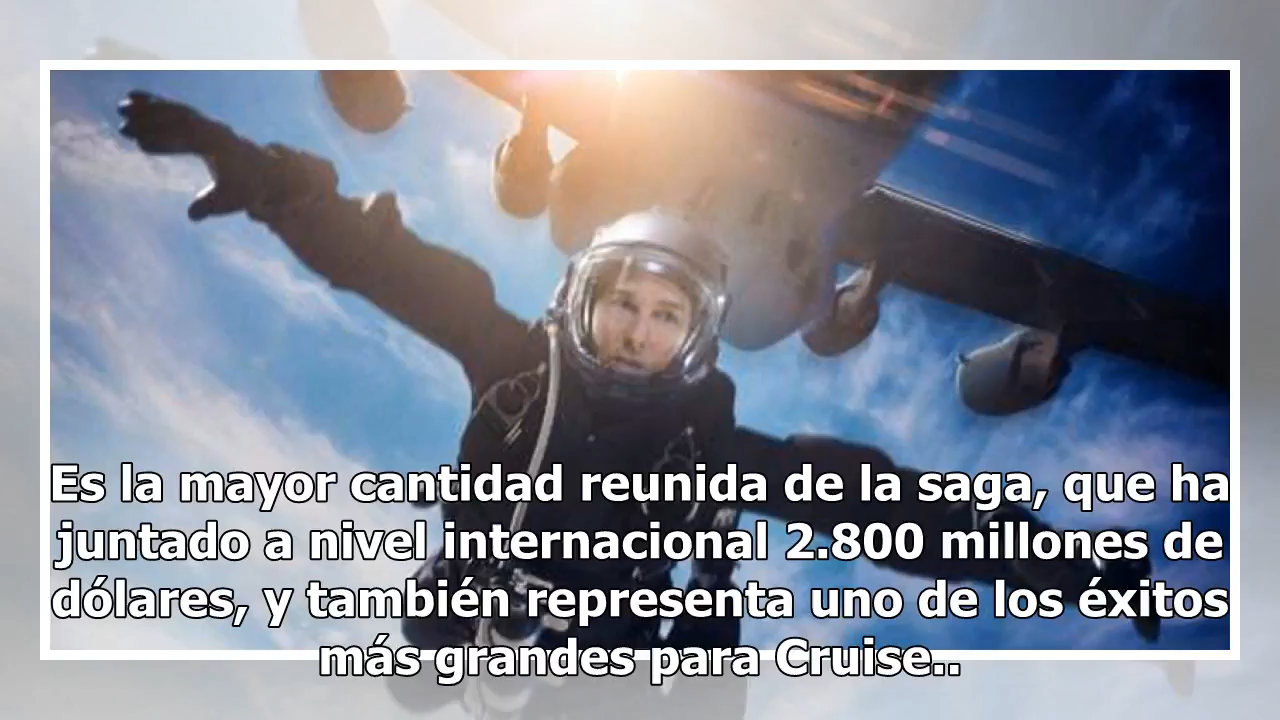 Es la mayor cantidad reunida de la saga, que ha
juntado a nivel internacional 2.800 millones de
dólares, y también representa uno de los éxitos
más grandes para Cruise..